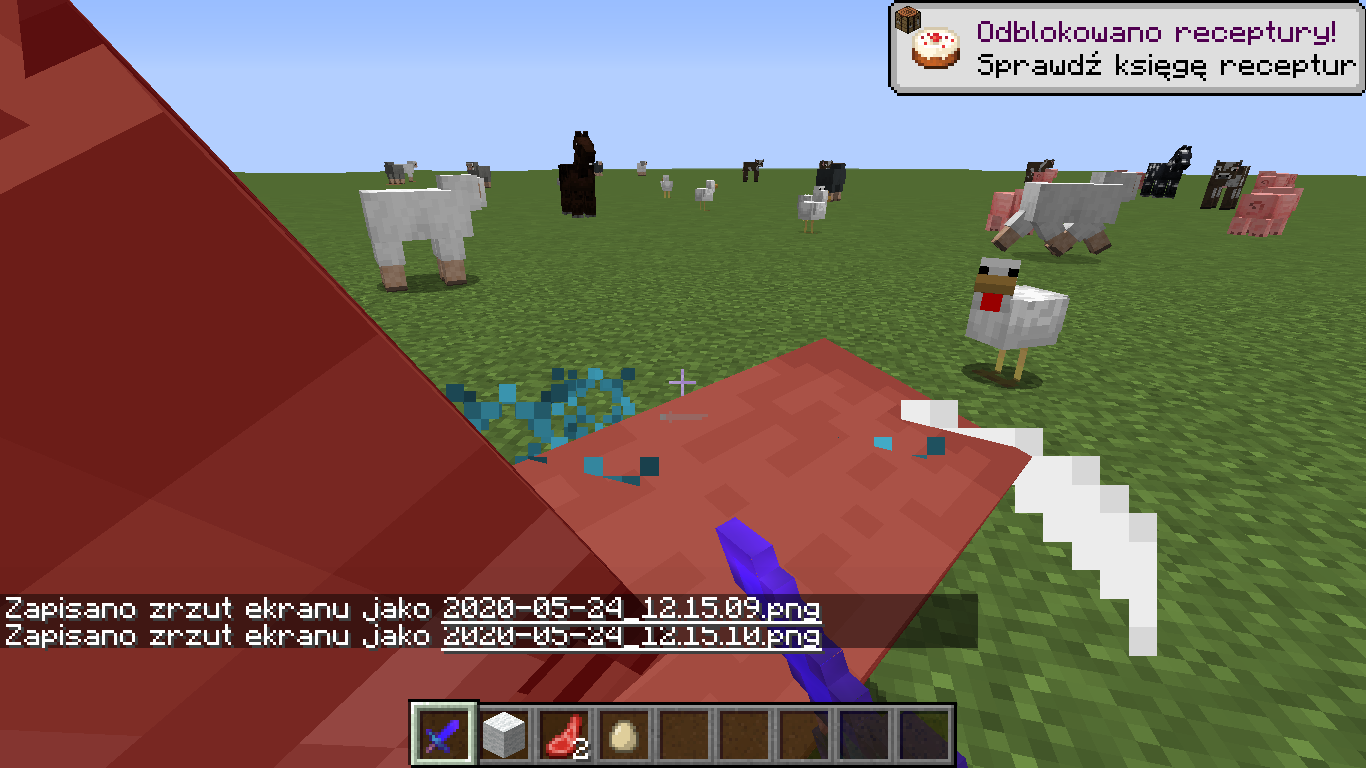 Odblokowano receptury!
Sprawdź księgę receptur
Zapisano zrzut ekranu jako 2020-05-24_12.15.09.png
Zapisano zrzut ekranu jako 2020-05-24_12.15.10.png
2